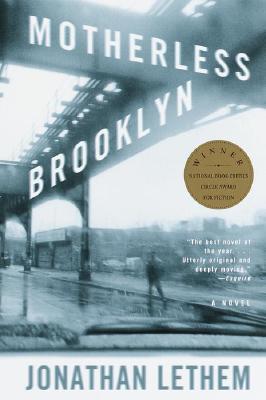 MOTHERLESS
BROOKLYN
WINNER
NATIONAL BOOK CRITICS
CIRCLE AWARD
FOR FICTION
"The best novel of
the year. . .
Utterly original and
deeply moving."
—Esquire
A NOVEL
JONATHAN LETHEM